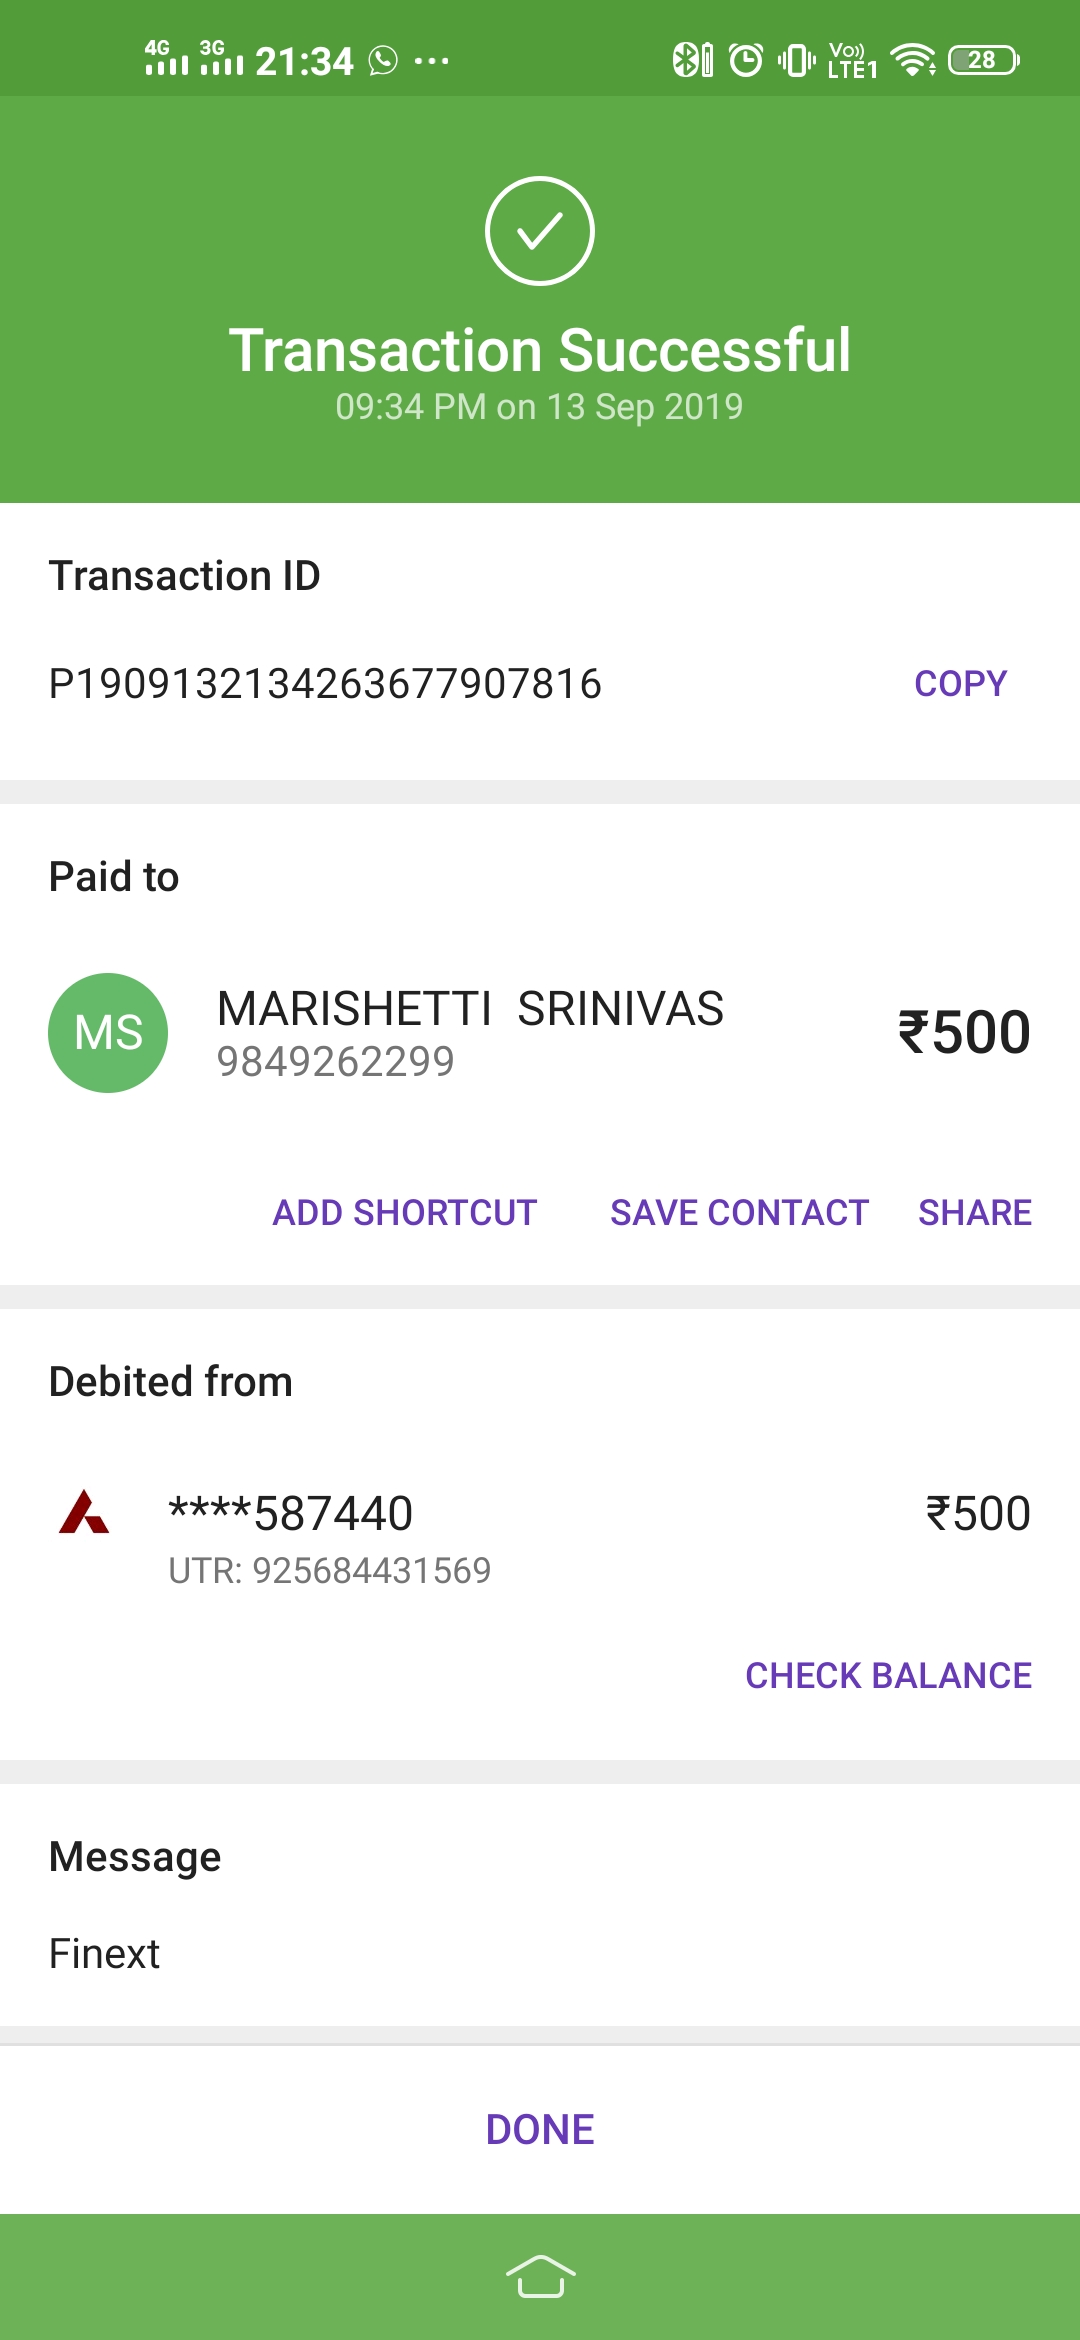 4G 3G 21:34 ... Vo)) LTE1 28
Transaction Successful
09:34 PM on 13 Sep 2019
Transaction ID
P1909132134263677907816 COPY
Paid to
MS MARISHETTI SRINIVAS ₹500
9849262299
ADD SHORTCUT SAVE CONTACT SHARE
Debited from
****587440 ₹500
UTR: 925684431569
CHECK BALANCE
Message
Finext
DONE